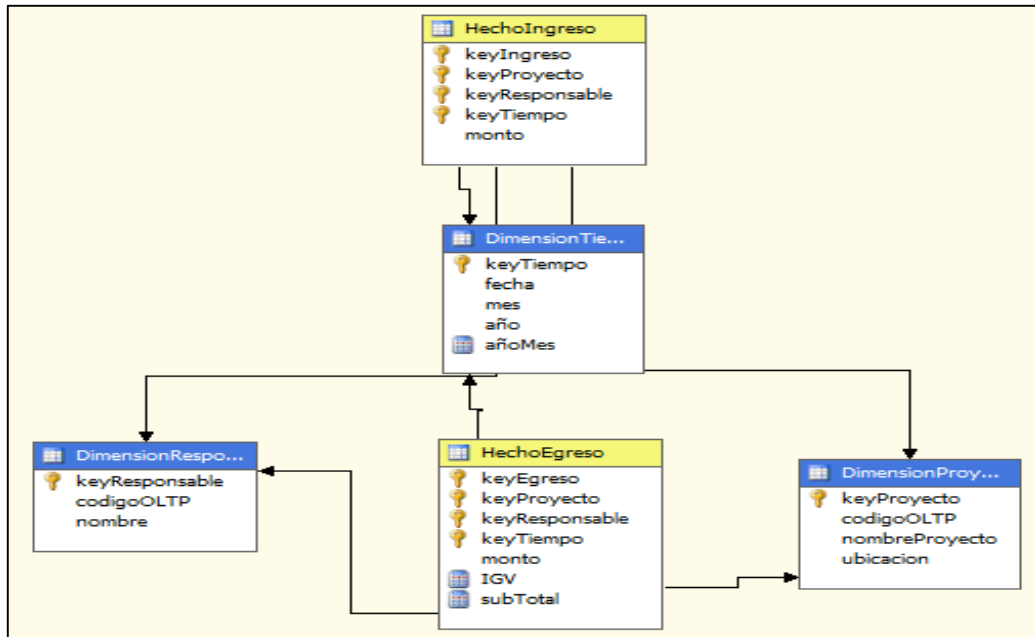 HechoIngreso
keyIngreso
keyProyecto
keyResponsable
keyTiempo
monto
DimensionTie...
keyTiempo
fecha
mes
año
añoMes
DimensionRespo...
keyResponsable
codigoOLTP
nombre
HechoEgreso
keyEgreso
keyProyecto
keyResponsable
keyTiempo
monto
IGV
subTotal
DimensionProy...
keyProyecto
codigoOLTP
nombreProyecto
ubicacion